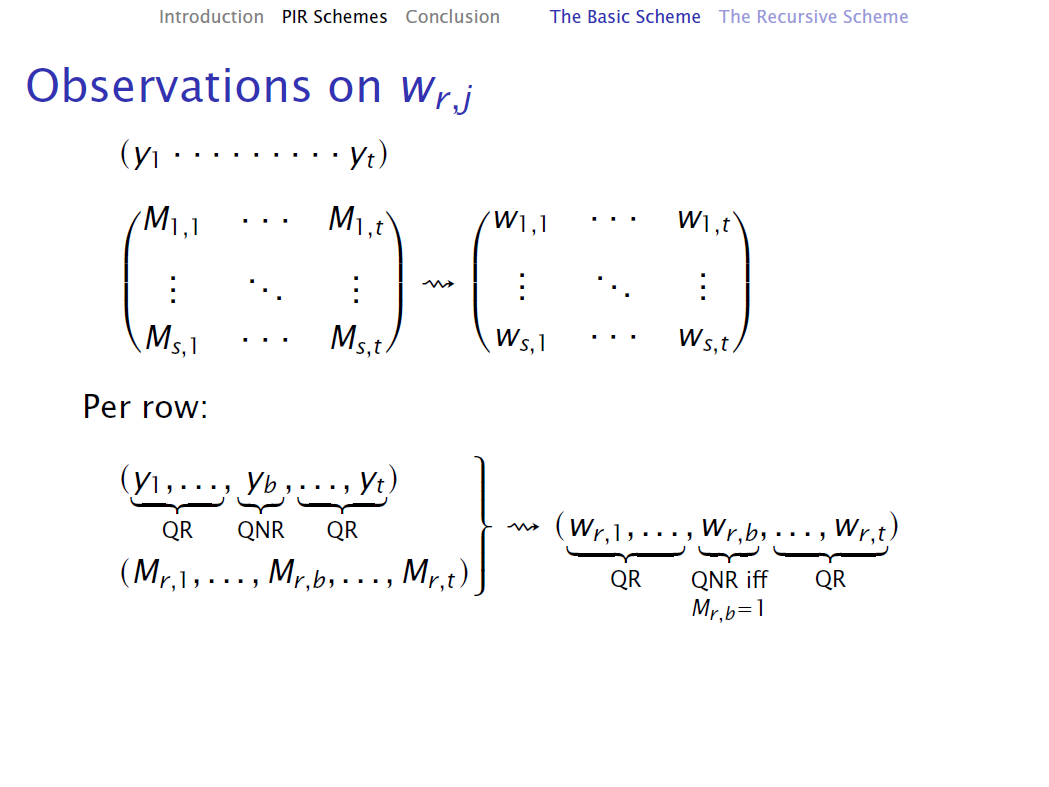 Introduction PIR Schemes Conclusion The Basic Scheme The Recursive Scheme
Observations on w_{r,j}
(y_1 · · · · · · · · · y_t)
M_{1,1} · · · M_{1,t} w_{1,1} · · · w_{1,t}
⋮ ⋱ ⋮ ⇝ ⋮ ⋱ ⋮
M_{s,1} · · · M_{s,t} w_{s,1} · · · w_{s,t}
Per row:
(y_1, . . . , y_b , . . . , y_t)
QR QNR QR
(M_{r,1}, . . . , M_{r,b}, . . . , M_{r,t})
⇝ (w_{r,1}, . . . , w_{r,b}, . . . , w_{r,t})
QR QNR iff QR
M_{r,b}=1